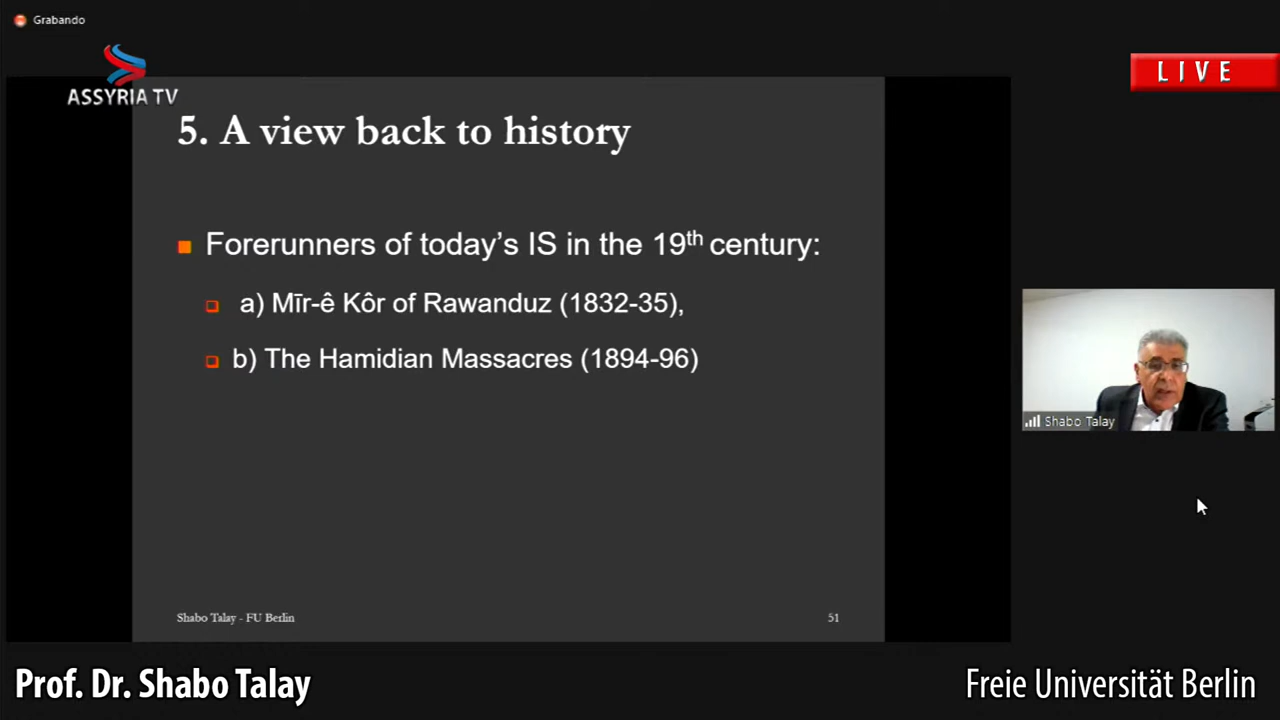 Grabando
ASSYRIA TV
LIVE
5. A view back to history
Forerunners of today's IS in the 19th century:
a) Mīr-ê Kôr of Rawanduz (1832-35),
b) The Hamidian Massacres (1894-96)
Shabo Talay
Shabo Talay - FU Berlin
51
Prof. Dr. Shabo Talay
Freie Universität Berlin